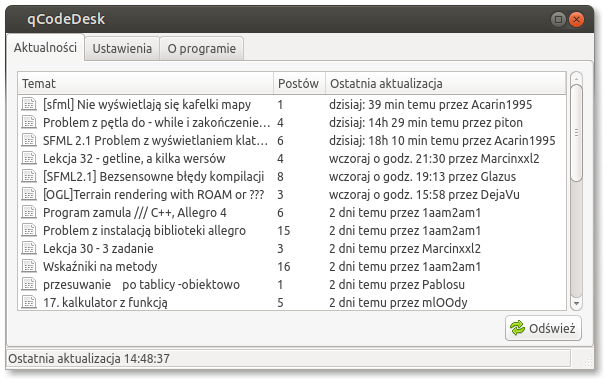 qCodeDesk
Aktualności Ustawienia O programie
Temat Postów Ostatnia aktualizacja
[sfml] Nie wyświetlają się kafelki mapy 1 dzisiaj: 39 min temu przez Acarin1995
Problem z pętla do - while i zakończenie... 4 dzisiaj: 14h 29 min temu przez piton
SFML 2.1 Problem z wyświetlaniem klat... 6 dzisiaj: 18h 10 min temu przez Acarin1995
Lekcja 32 - getline, a kilka wersów 4 wczoraj o godz. 21:30 przez Marcinxxl2
[SFML2.1] Bezsensowne błędy kompilacji 8 wczoraj o godz. 19:13 przez Glazus
[OGL]Terrain rendering with ROAM or ??? 3 wczoraj o godz. 15:58 przez DejaVu
Program zamula /// C++, Allegro 4 6 2 dni temu przez 1aam2am1
Problem z instalacją biblioteki allegro 15 2 dni temu przez 1aam2am1
Lekcja 30 - 3 zadanie 3 2 dni temu przez Marcinxxl2
Wskaźniki na metody 16 2 dni temu przez 1aam2am1
przesuwanie po tablicy -obiektowo 1 2 dni temu przez Pablosu
17. kalkulator z funkcją 5 2 dni temu przez mlOOdy
Odśwież
Ostatnia aktualizacja 14:48:37